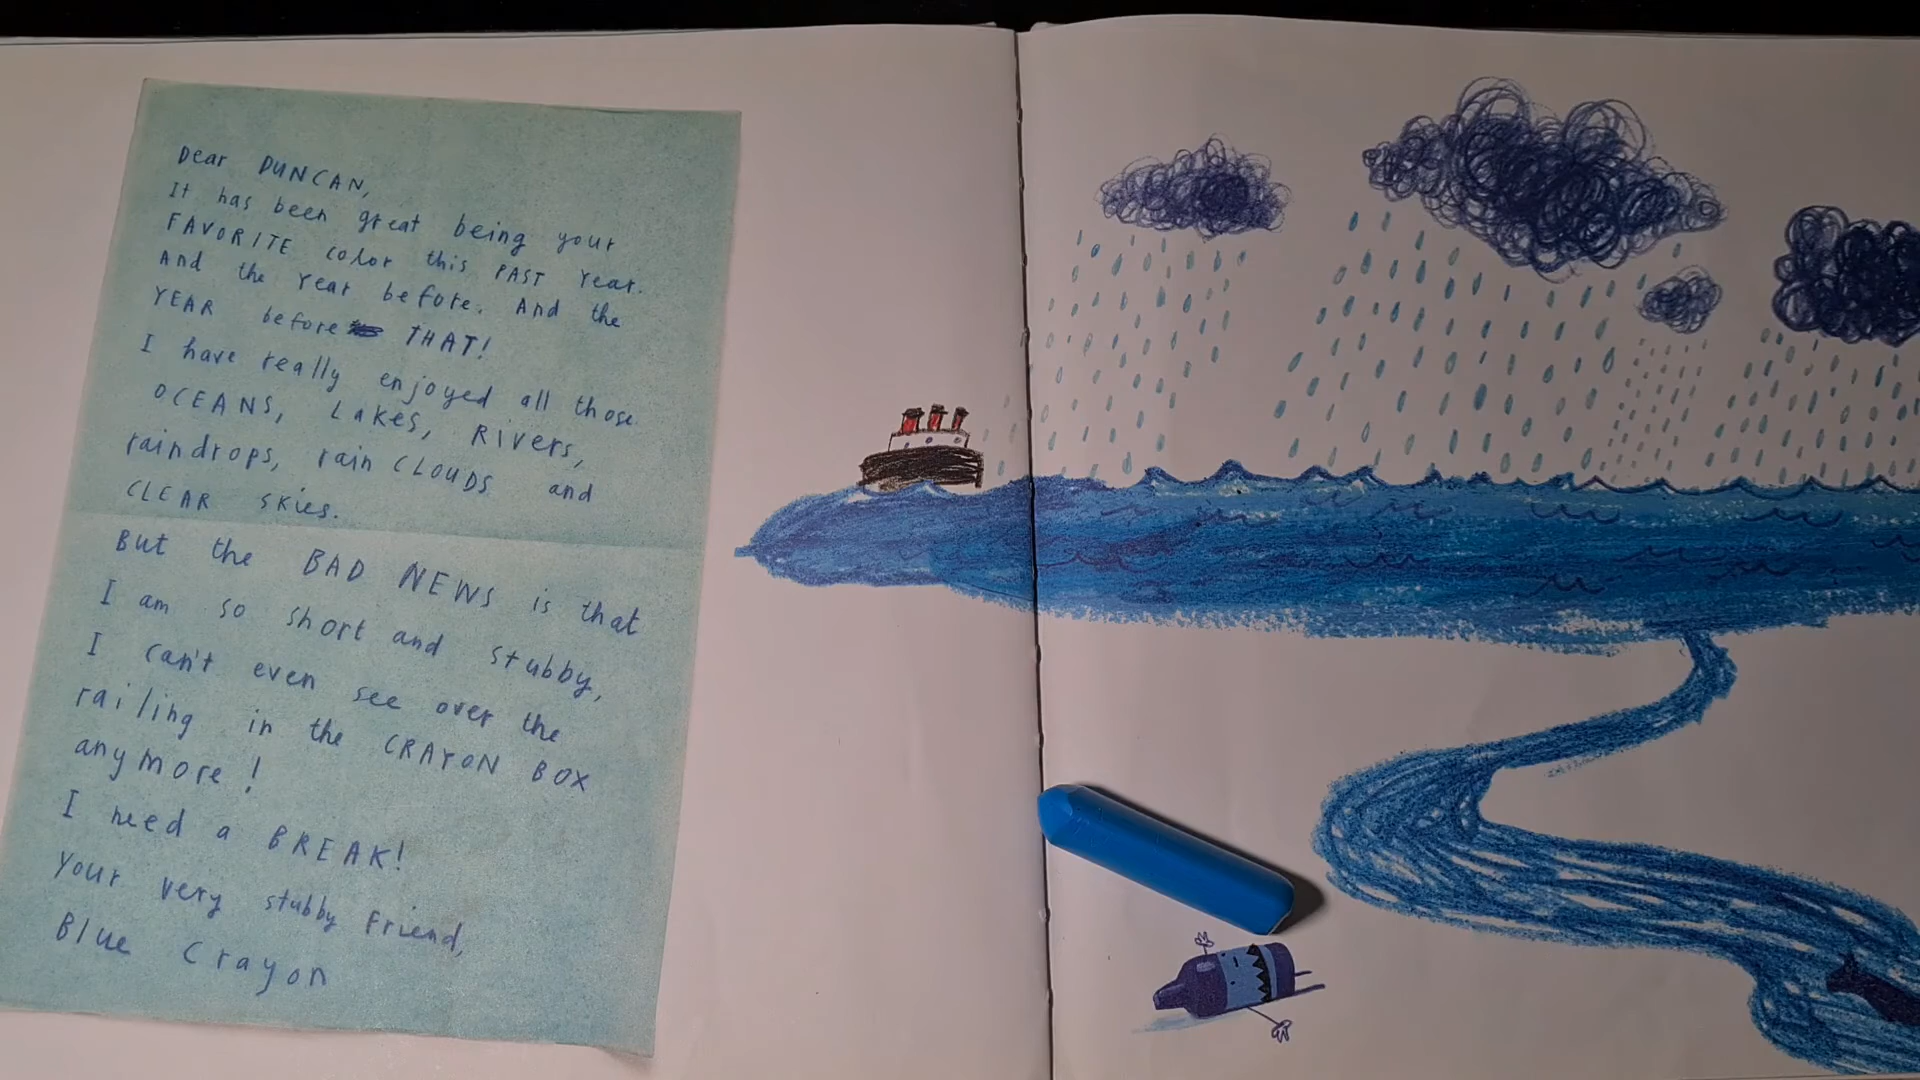 Dear DUNCAN,
It has been great being your
FAVORITE color this PAST year.
And the year before. And the
YEAR before THAT!
I have really enjoyed all those
OCEANS, Lakes, Rivers,
raindrops, rain CLOUDS and
CLEAR skies.
But the BAD NEWS is that
I am so short and stubby,
I can't even see over the
railing in the CRAYON BOX
anymore!
I need a BREAK!
Your very stubby friend,
Blue Crayon